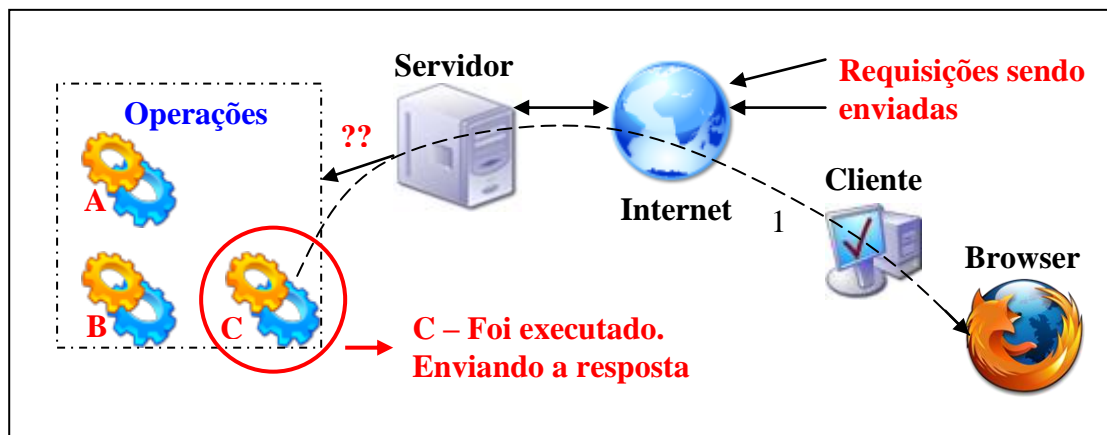 Servidor
Requisições sendo
enviadas
Operações
??
A
Internet
Cliente
1
Browser
B
C
C – Foi executado.
Enviando a resposta